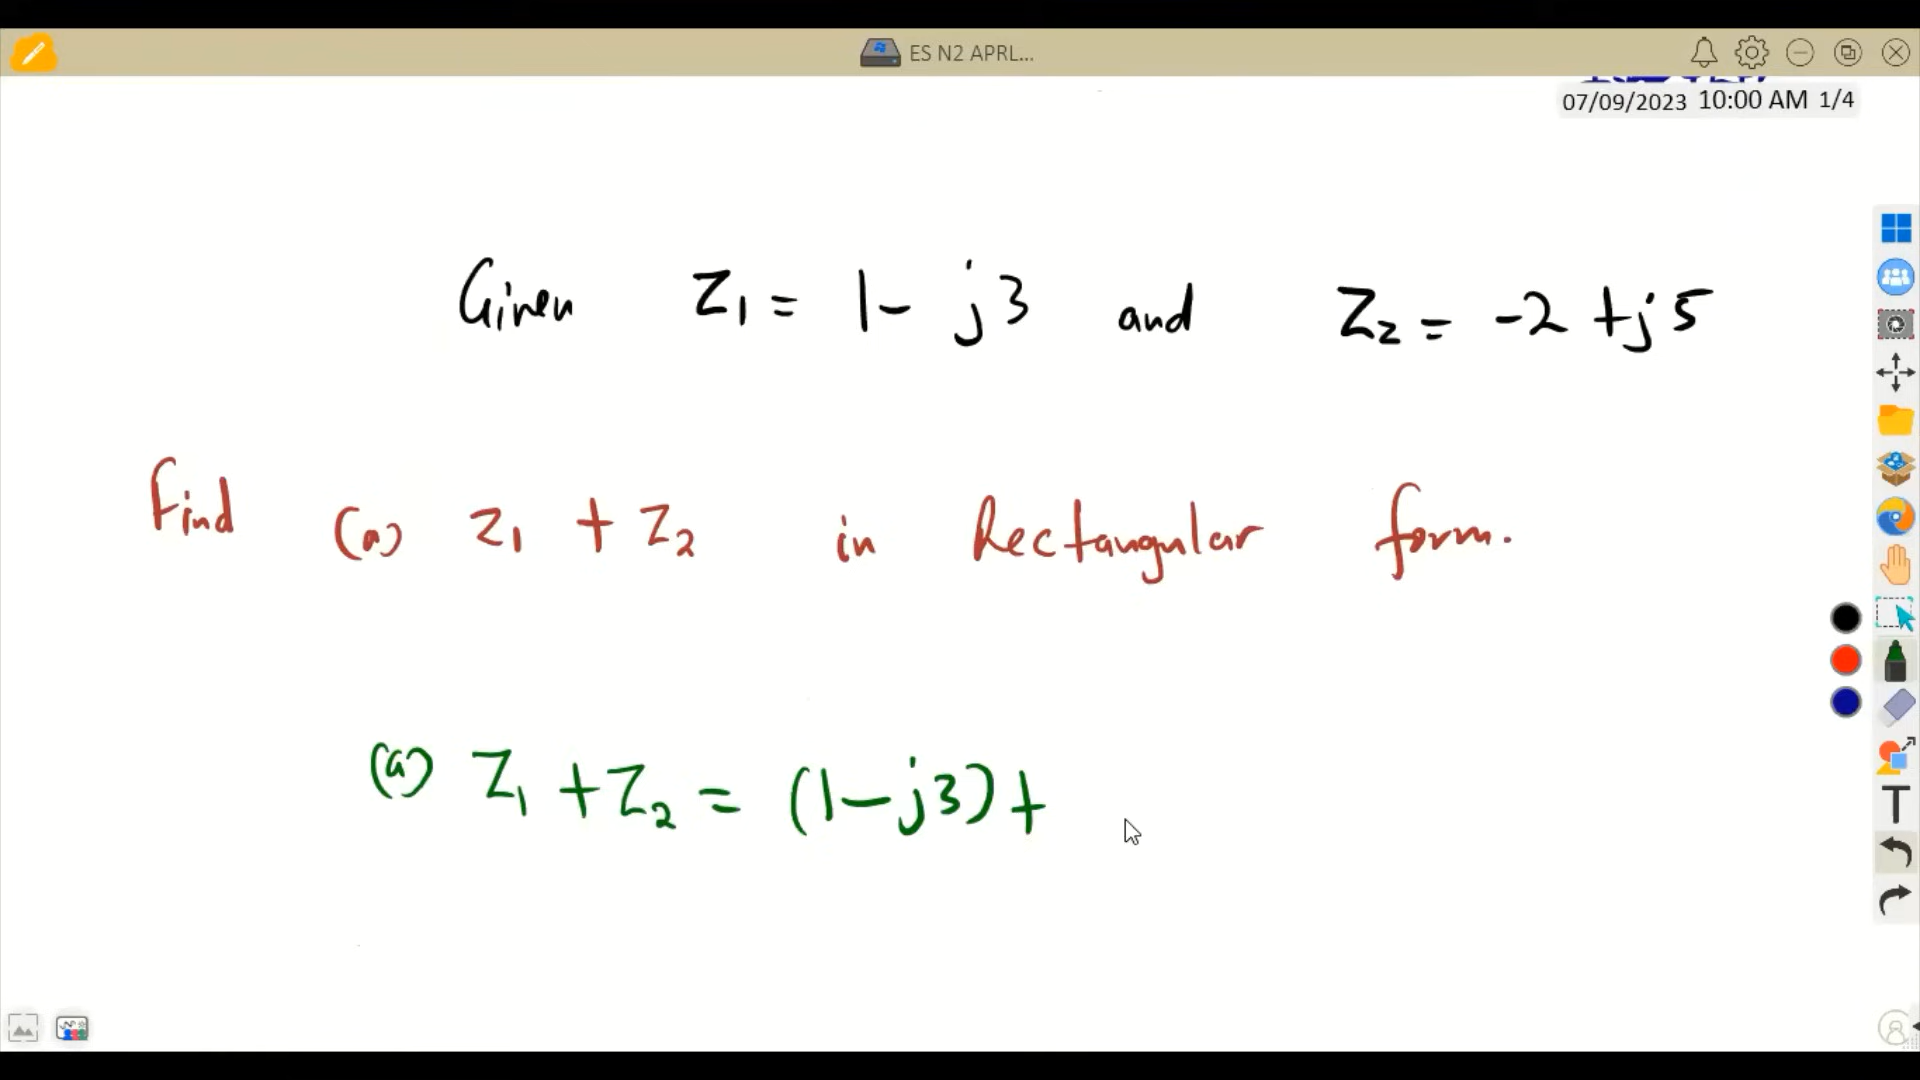 ES N2 APRL...
07/09/2023 10:00 AM 1/4
Given Z₁ = 1 - j3 and Z₂ = -2 + j5
Find (a) Z₁ + Z₂ in Rectangular form.
(a) Z₁ + Z₂ = (1 - j3) +
T